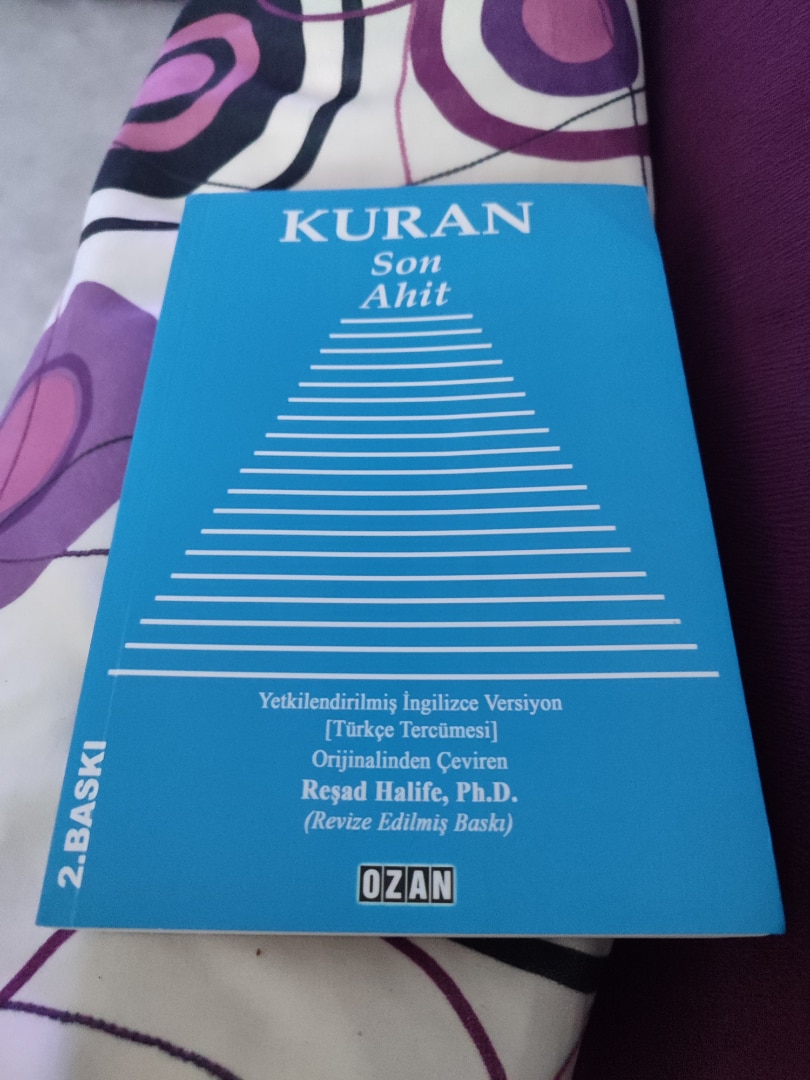 KURAN
Son
Ahit
Yetkilendirilmiş İngilizce Versiyon
[Türkçe Tercümesi]
Orijinalinden Çeviren
Reşad Halife, Ph.D.
(Revize Edilmiş Baskı)
2.BASKI
OZAN